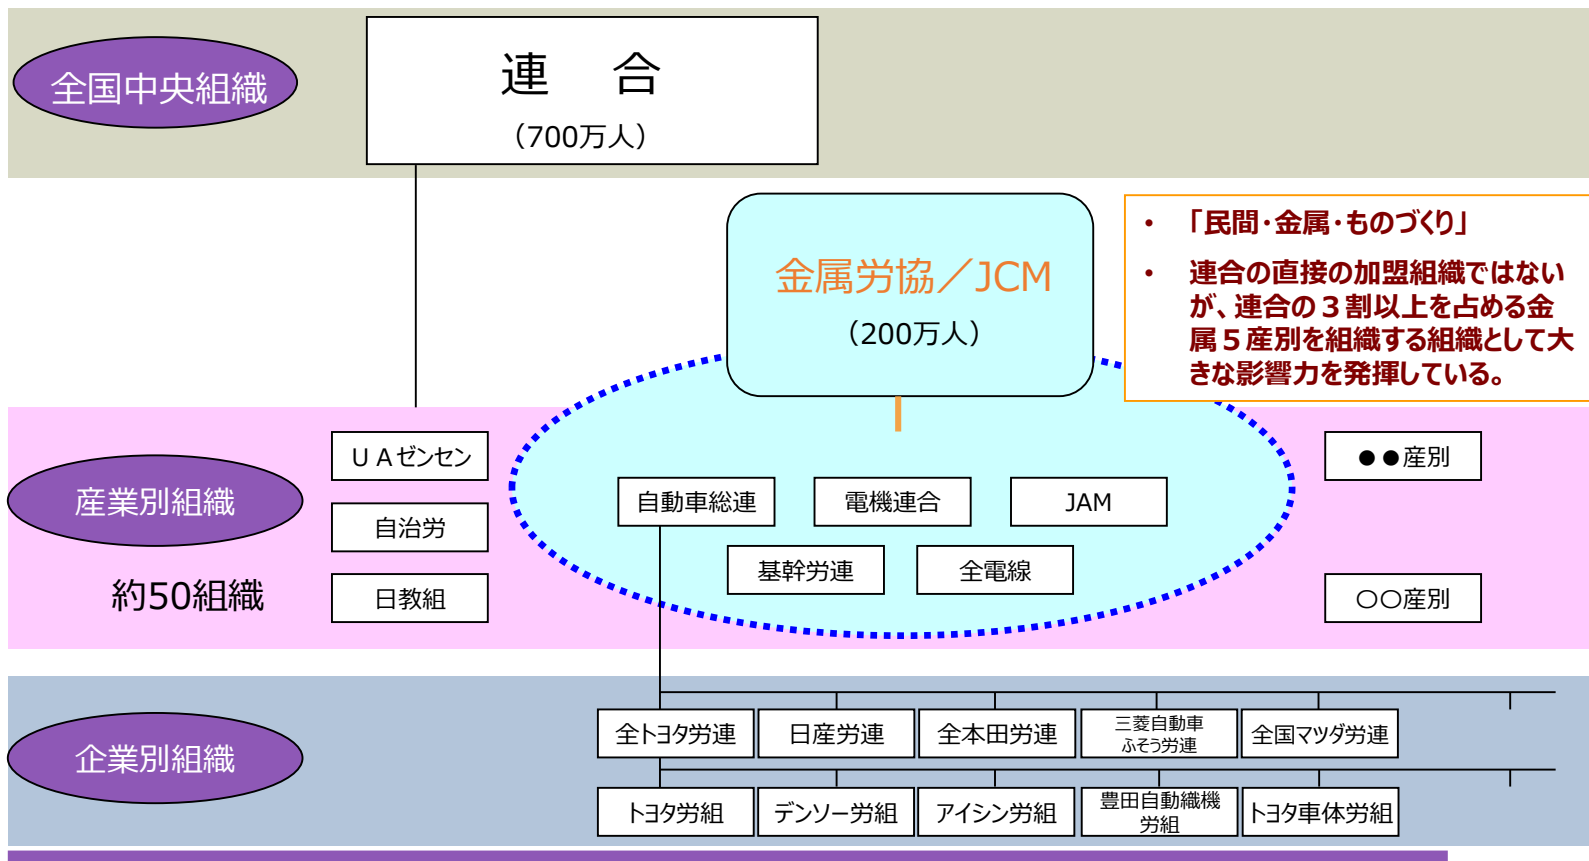 全国中央組織
連　合
（700万人）
金属労協／JCM
（200万人）
・ 「民間･金属･ものづくり」
・ 連合の直接の加盟組織ではない
が、連合の３割以上を占める金
属５産別を組織する組織として大
きな影響力を発揮している。
産業別組織
約50組織
ＵＡゼンセン
自治労
日教組
自動車総連
電機連合
JAM
基幹労連
全電線
●●産別
○○産別
企業別組織
全トヨタ労連
日産労連
全本田労連
三菱自動車
ふそう労連
全国マツダ労連
トヨタ労組
デンソー労組
アイシン労組
豊田自動織機
労組
トヨタ車体労組